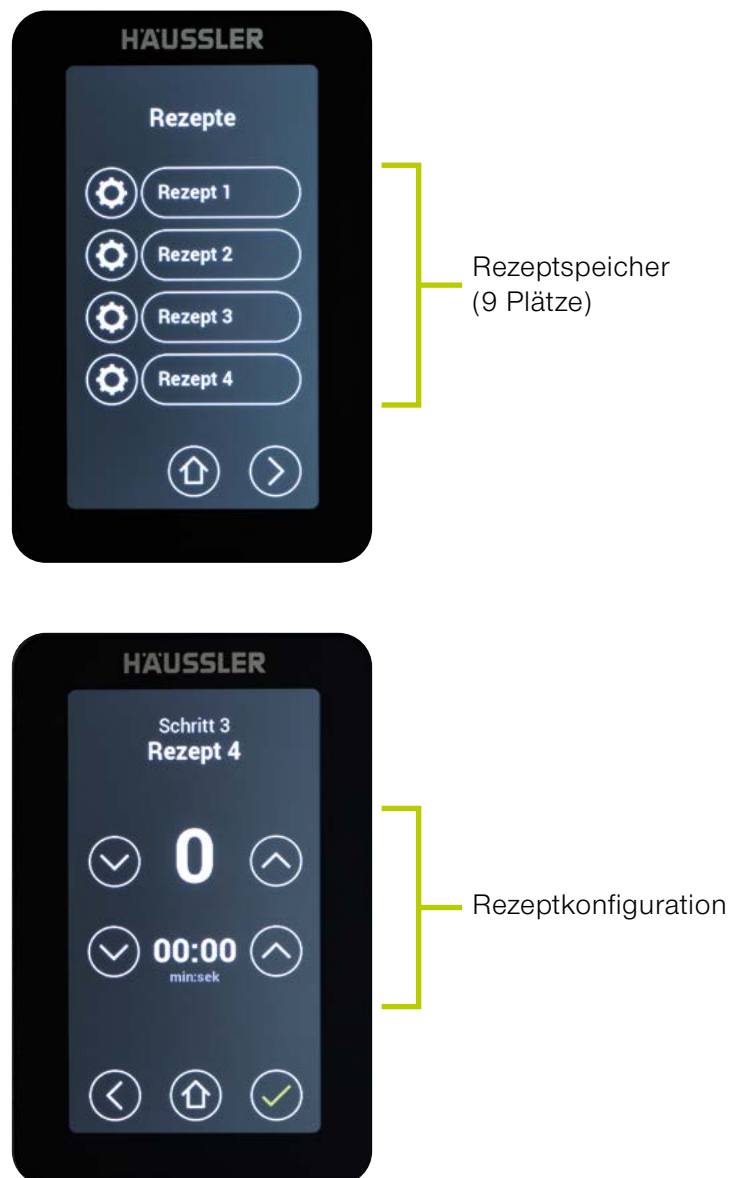 HÄUSSLER
Rezepte
Rezept 1
Rezept 2
Rezept 3
Rezept 4
Rezeptspeicher
(9 Plätze)
HÄUSSLER
Schritt 3
Rezept 4
0
00:00
min:sek
Rezeptkonfiguration